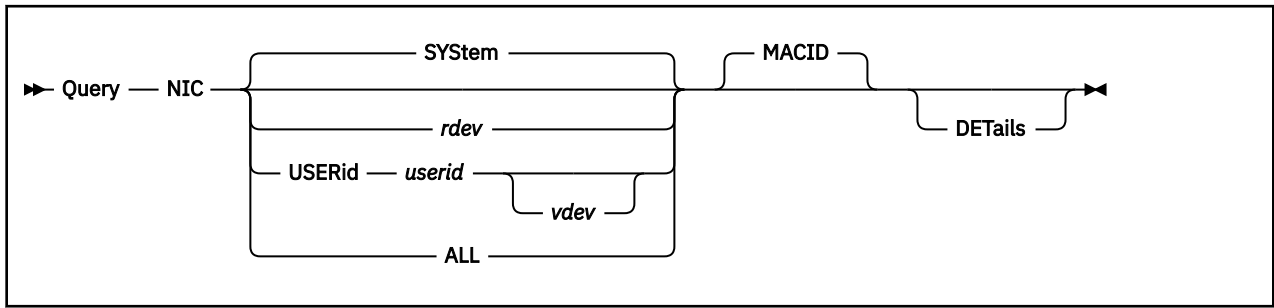 SYStem MACID
Query NIC
rdev DETails
USERid userid
vdev
ALL